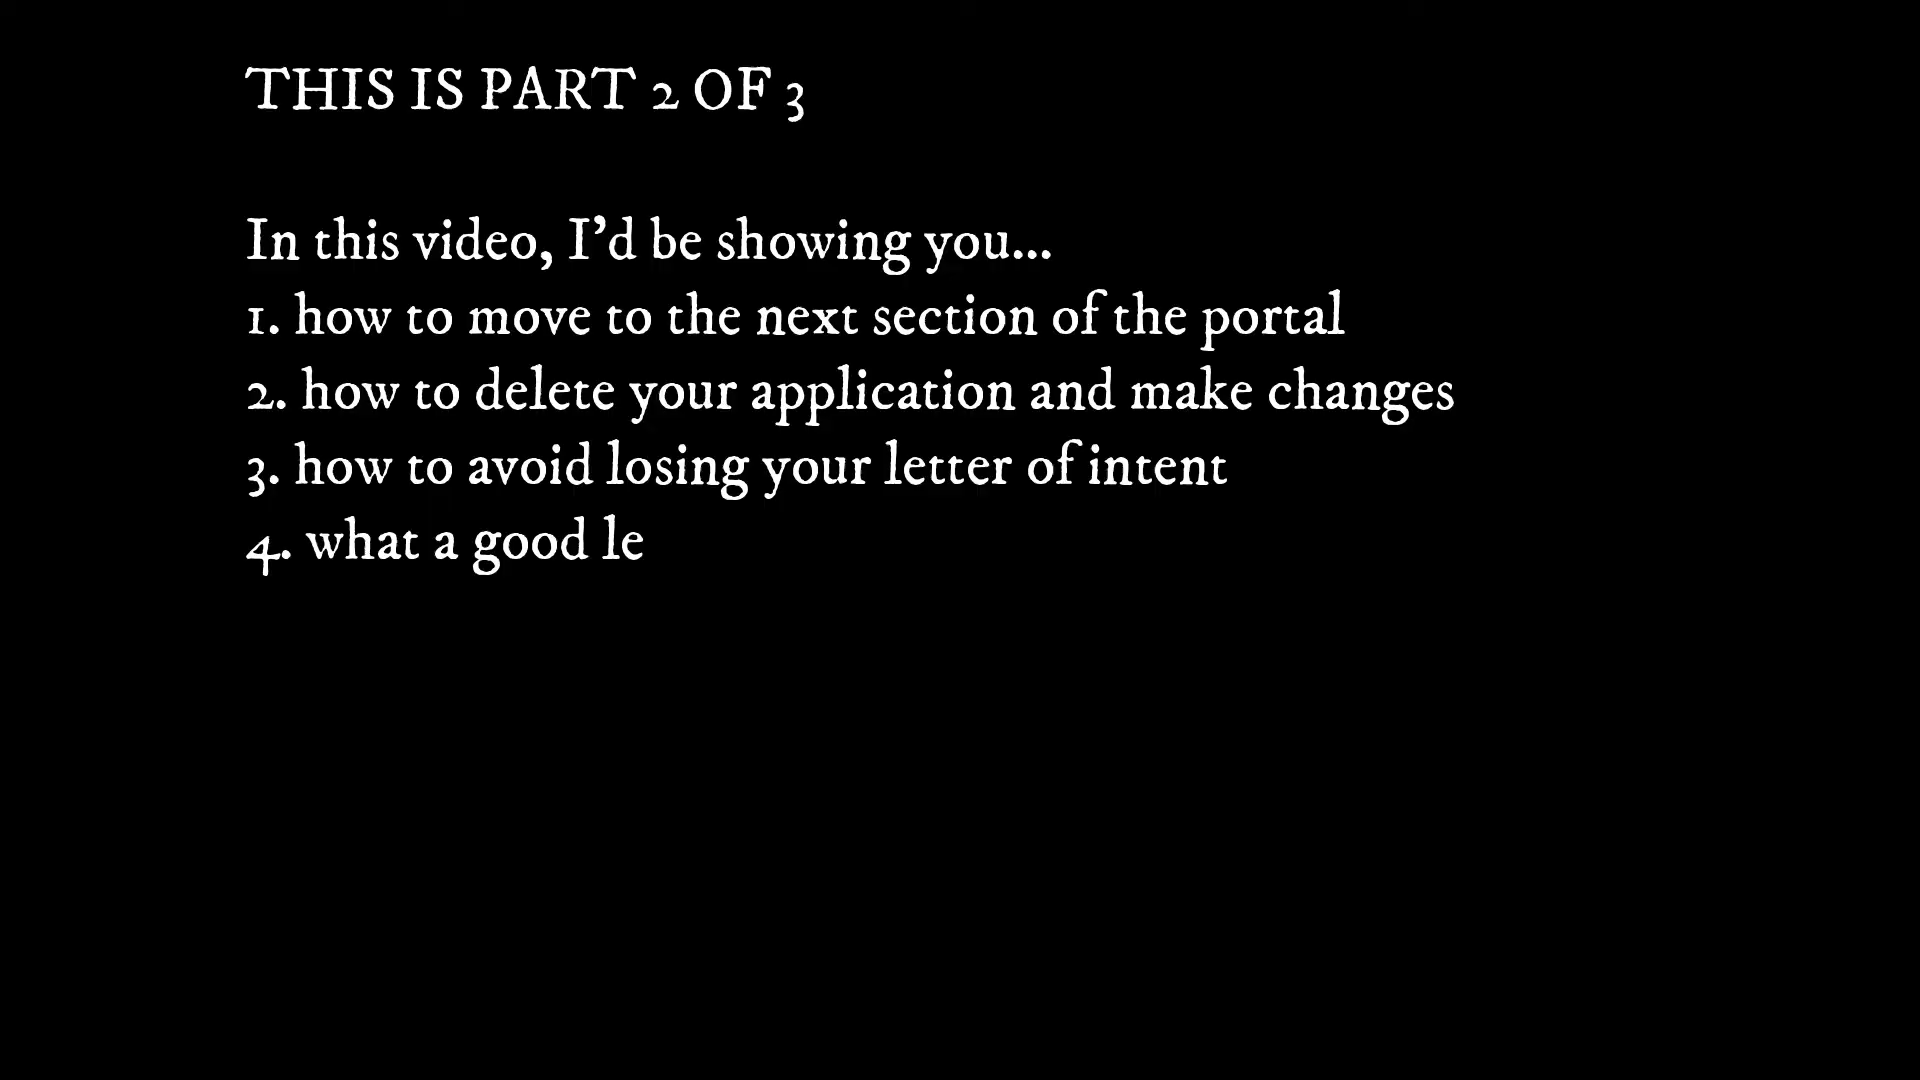 THIS IS PART 2 OF 3
In this video, I’d be showing you...
1. how to move to the next section of the portal
2. how to delete your application and make changes
3. how to avoid losing your letter of intent
4. what a good le